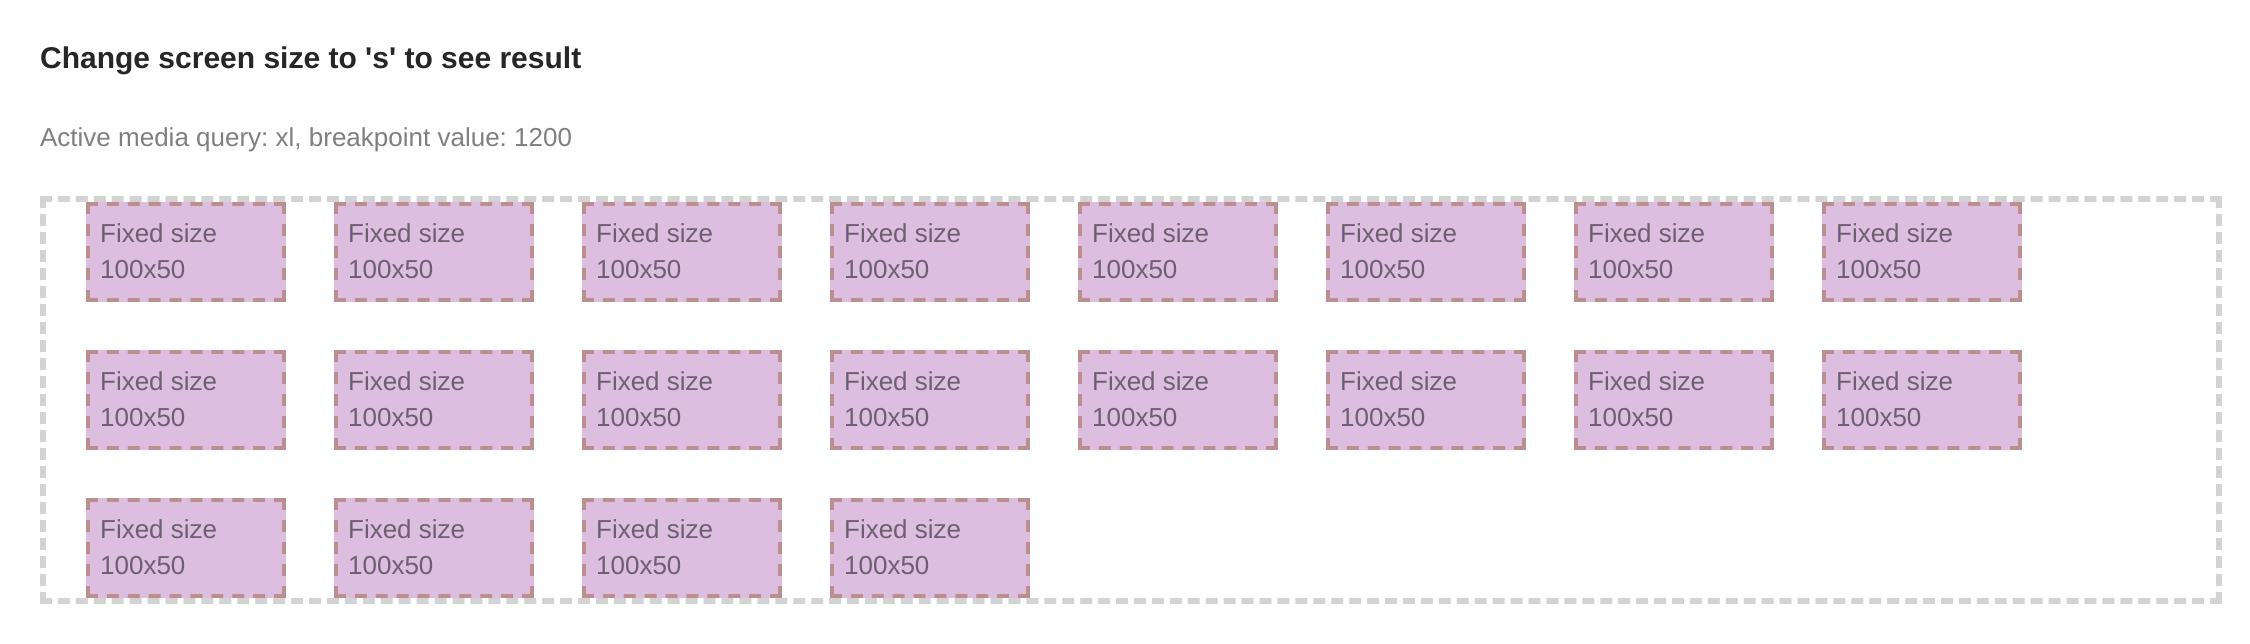 Change screen size to 's' to see result
Active media query: xl, breakpoint value: 1200
Fixed size
100x50
Fixed size
100x50
Fixed size
100x50
Fixed size
100x50
Fixed size
100x50
Fixed size
100x50
Fixed size
100x50
Fixed size
100x50
Fixed size
100x50
Fixed size
100x50
Fixed size
100x50
Fixed size
100x50
Fixed size
100x50
Fixed size
100x50
Fixed size
100x50
Fixed size
100x50
Fixed size
100x50
Fixed size
100x50
Fixed size
100x50
Fixed size
100x50